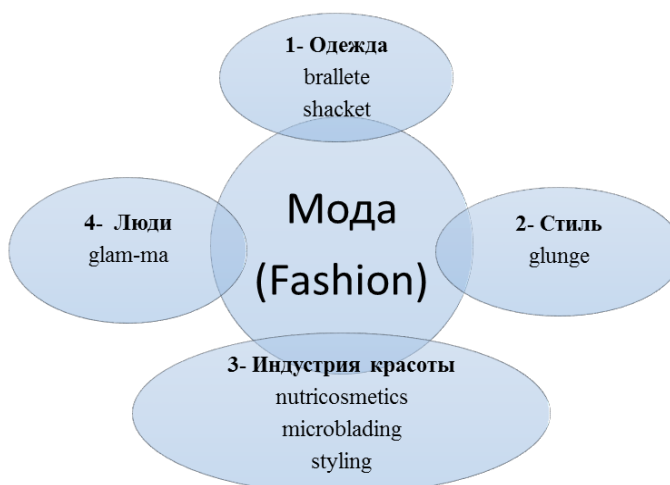 1- Одежда
brallete
shacket
Мода
(Fashion)
4- Люди
glam-ma
2- Стиль
glunge
3- Индустрия красоты
nutricosmetics
microblading
styling